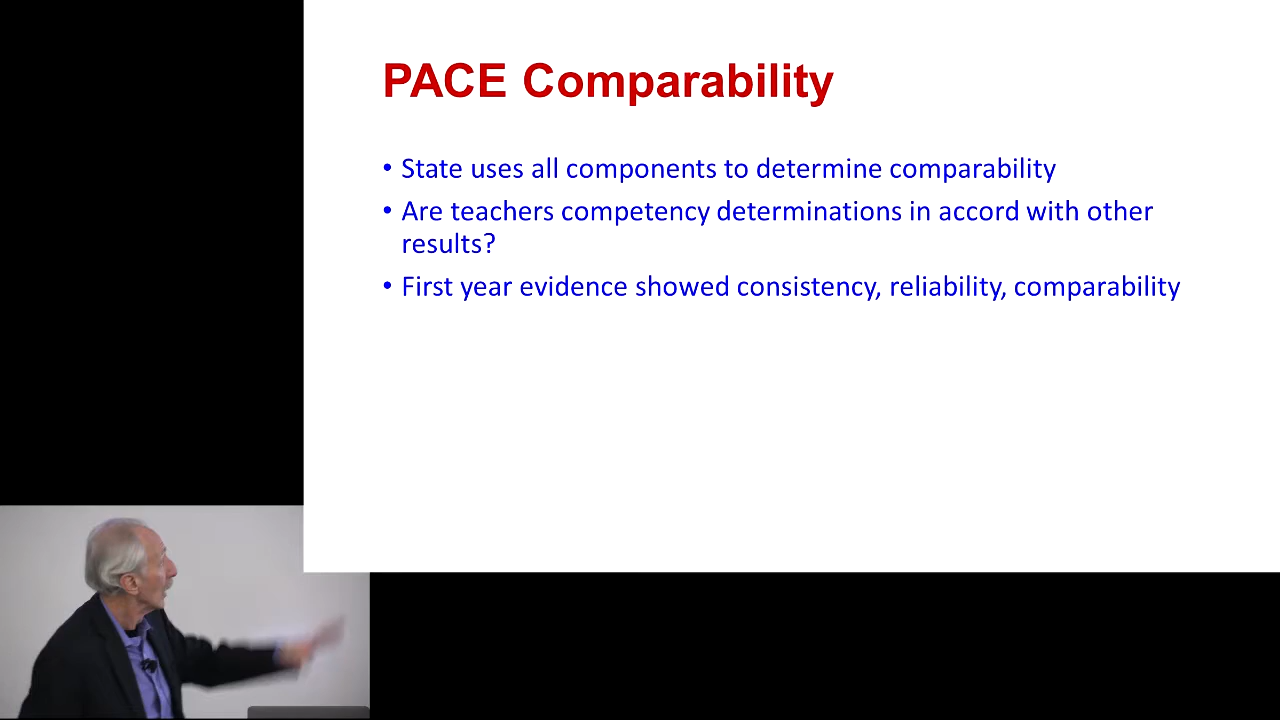 PACE Comparability
• State uses all components to determine comparability
• Are teachers competency determinations in accord with other
results?
• First year evidence showed consistency, reliability, comparability